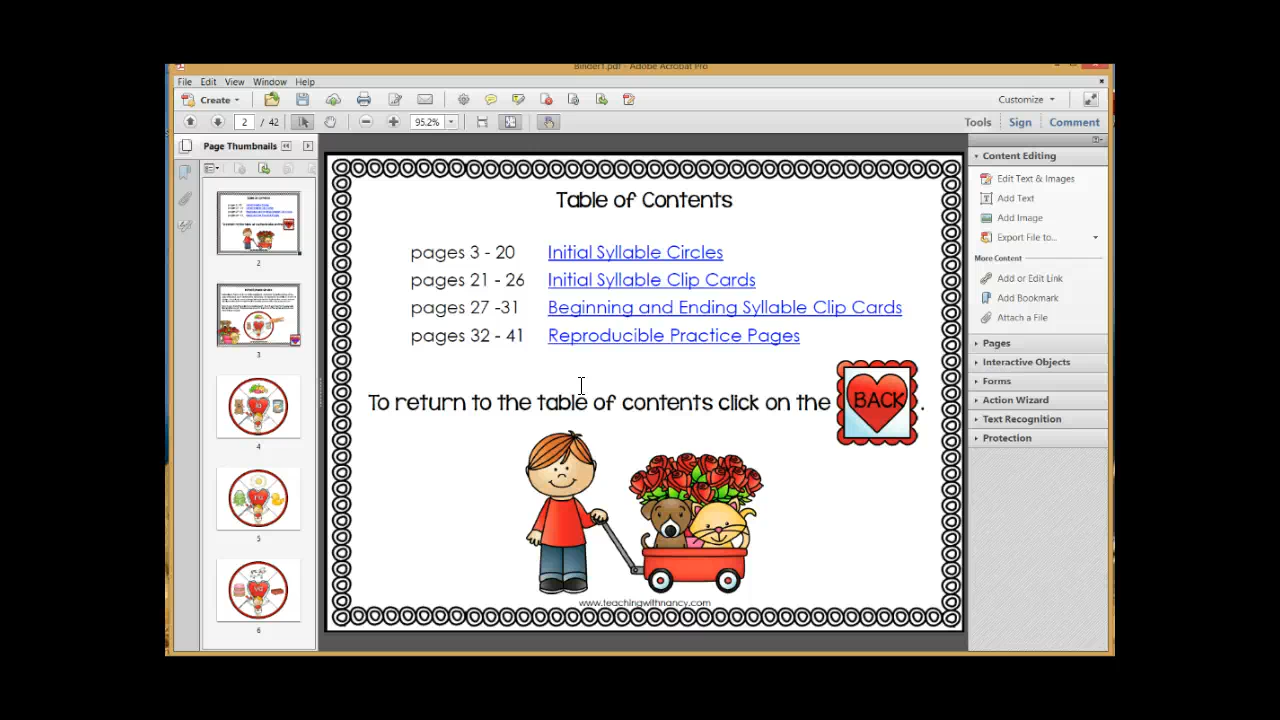 Binder1.pdf - Adobe Acrobat Pro
File Edit View Window Help
Create Customize
2 / 42 95.2% Tools Sign Comment
Page Thumbnails
2
3
4
5
6
Table of Contents
pages 3 - 20 Initial Syllable Circles
pages 21 - 26 Initial Syllable Clip Cards
pages 27 -31 Beginning and Ending Syllable Clip Cards
pages 32 - 41 Reproducible Practice Pages
To return to the table of contents click on the BACK .
www.teachingwithnancy.com
Content Editing
Edit Text & Images
Add Text
Add Image
Export File to...
More Content
Add or Edit Link
Add Bookmark
Attach a File
Pages
Interactive Objects
Forms
Action Wizard
Text Recognition
Protection